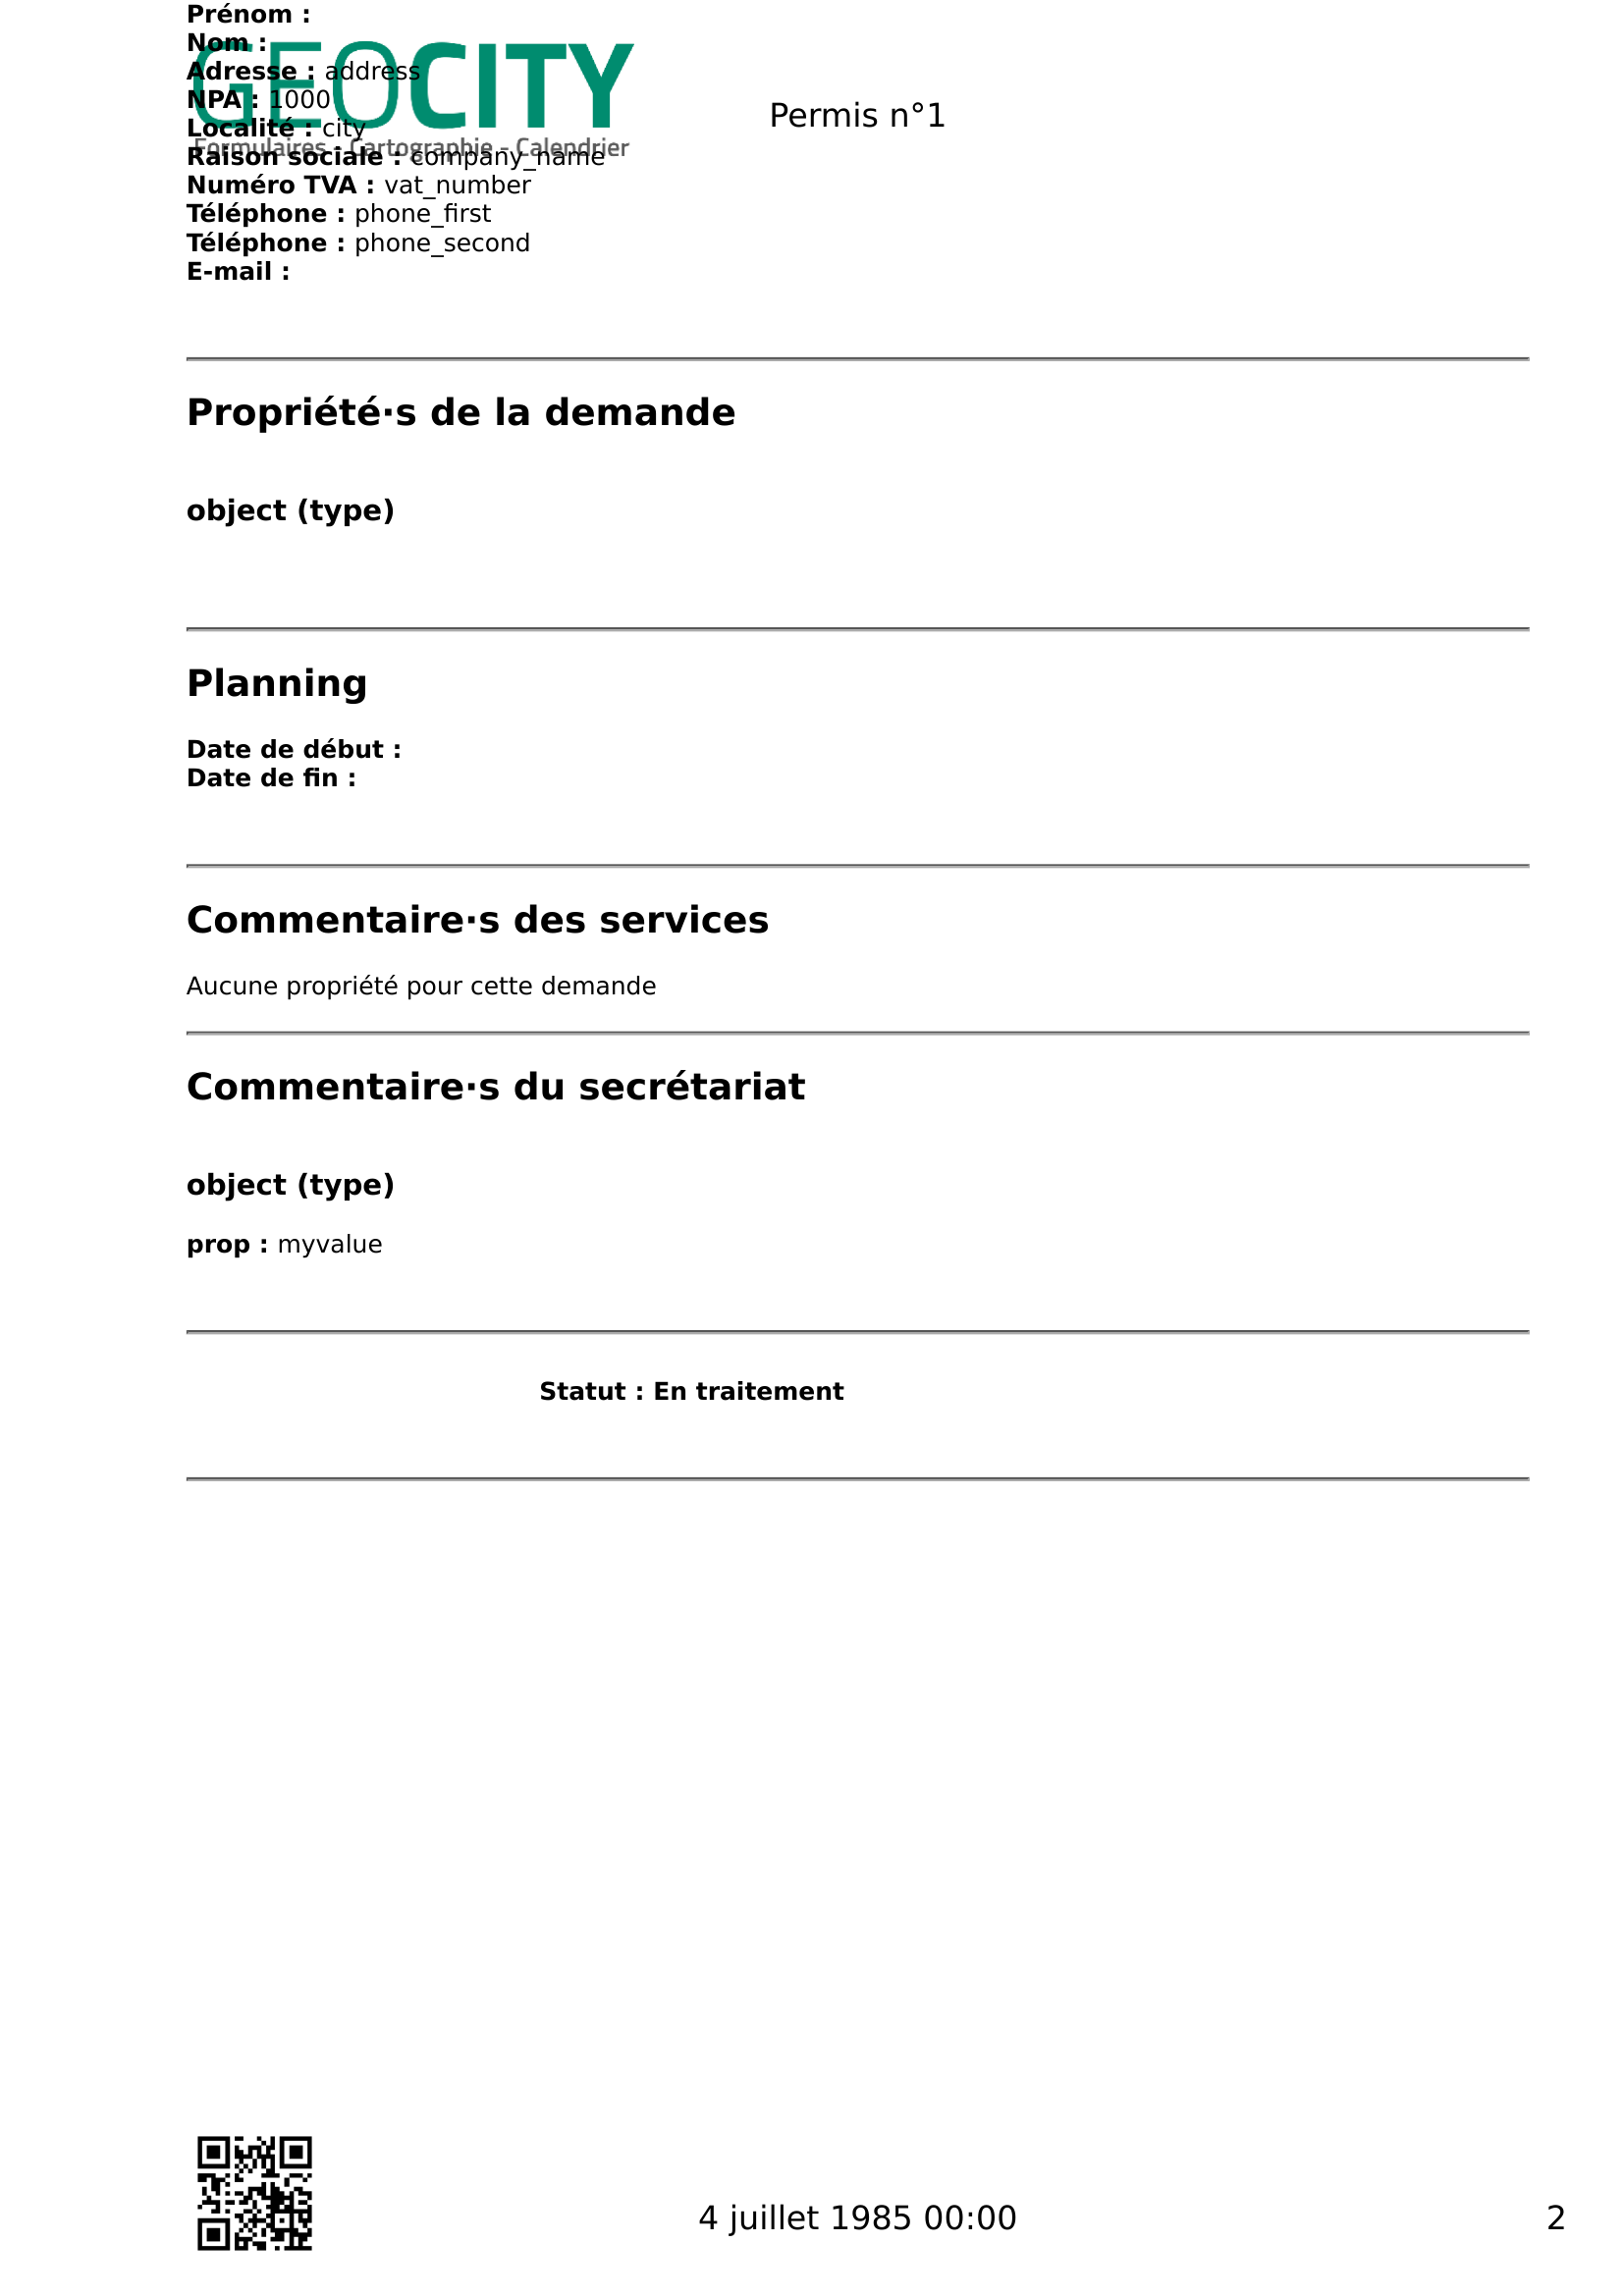 Prénom :
Nom :
GEOCITY
Adresse : address
NPA : 1000
Permis n°1
Localité : city
Formulaires - Cartographie - Calendrier
Raison sociale : company_name
Numéro TVA : vat_number
Téléphone : phone_first
Téléphone : phone_second
E-mail :
Propriété·s de la demande
object (type)
Planning
Date de début :
Date de fin :
Commentaire·s des services
Aucune propriété pour cette demande
Commentaire·s du secrétariat
object (type)
prop : myvalue
Statut : En traitement
4 juillet 1985 00:00
2